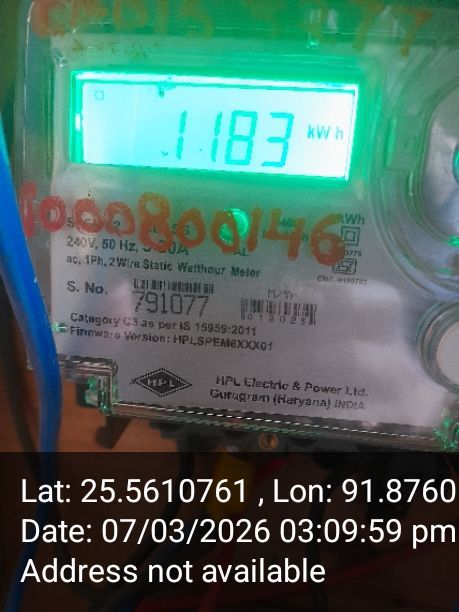 1183 kWh
1000800146
240V, 50 Hz,
ac, 1Ph, 2Wire Static Watthour Meter
S. No. 791077
Category C3 as per IS 15959:2011
Firmware Version: HPLSPEM6XXX01
HPL
HPL Electric & Power Ltd.
Gurugram (Haryana) INDIA
Lat: 25.5610761 , Lon: 91.8760
Date: 07/03/2026 03:09:59 pm
Address not available